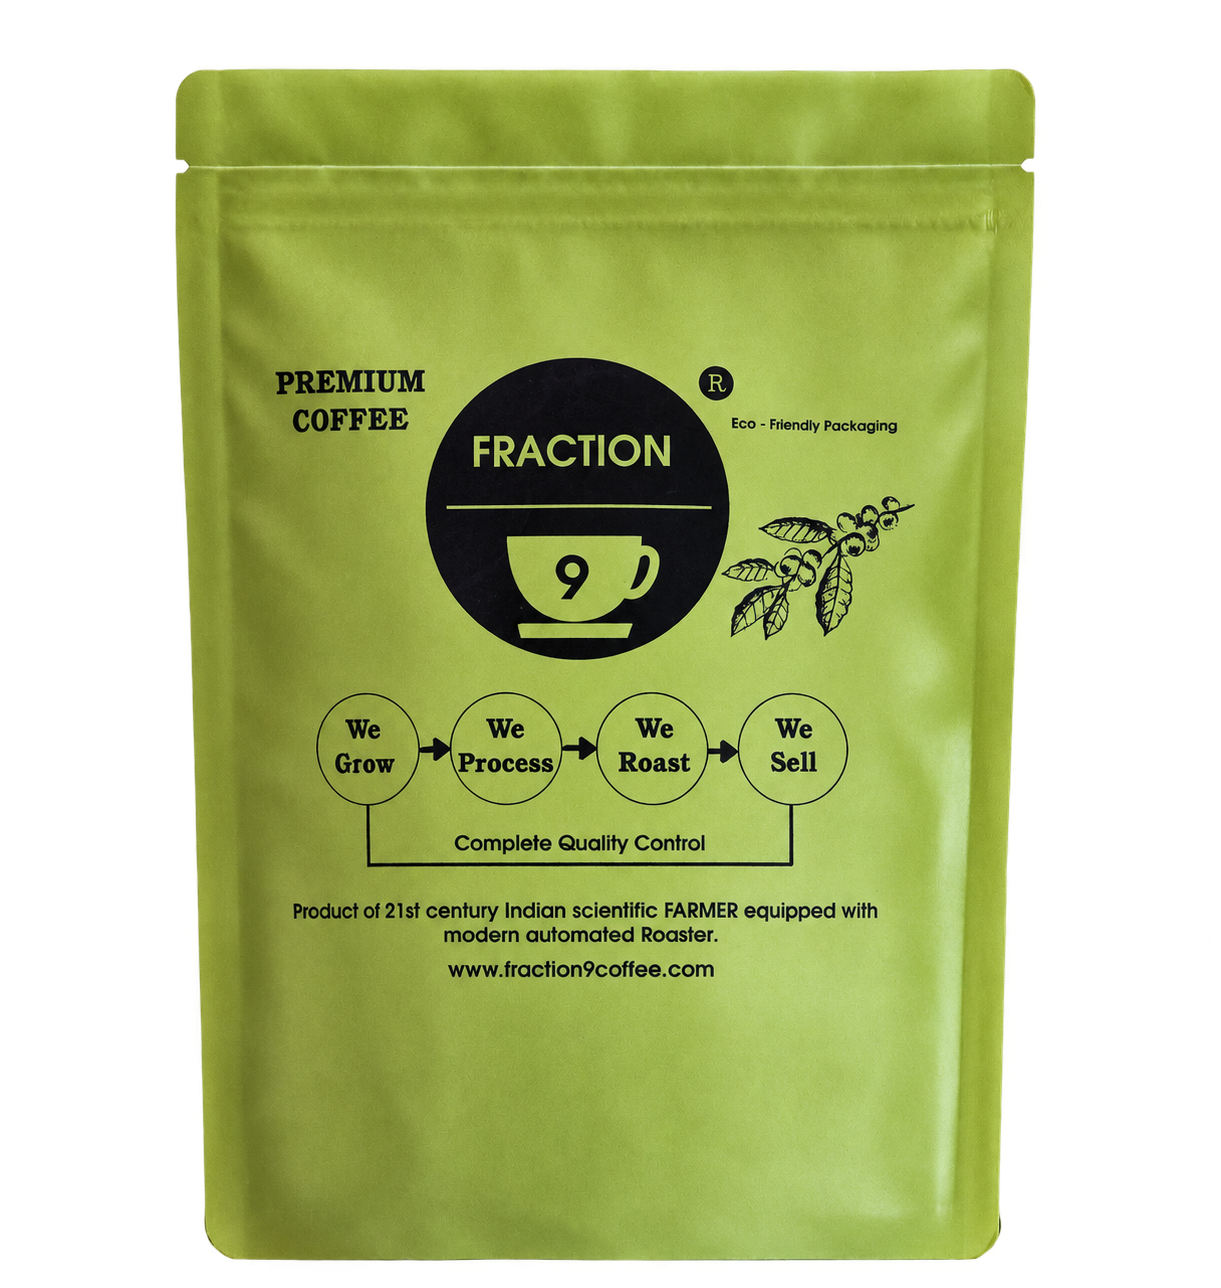 PREMIUM
COFFEE
R
Eco - Friendly Packaging
FRACTION
9
We
Grow
We
Process
We
Roast
We
Sell
Complete Quality Control
Product of 21st century Indian scientific FARMER equipped with
modern automated Roaster.
www.fraction9coffee.com